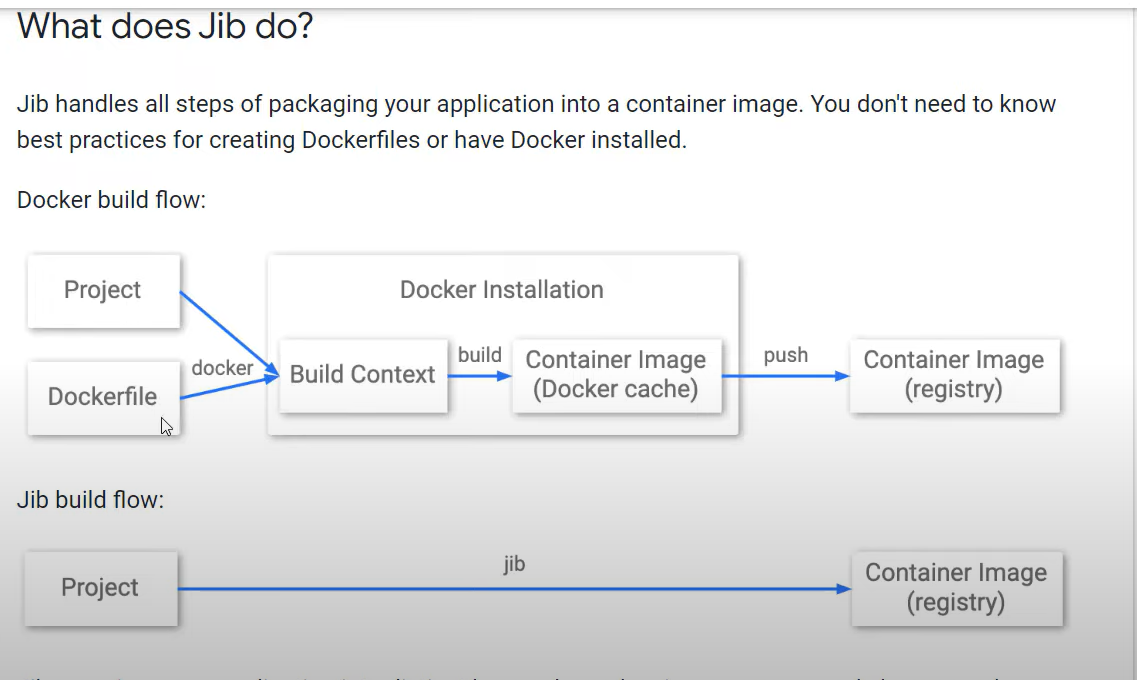 What does Jib do?
Jib handles all steps of packaging your application into a container image. You don't need to know
best practices for creating Dockerfiles or have Docker installed.
Docker build flow:
Project
Docker Installation
Dockerfile
docker
Build Context
build
Container Image
(Docker cache)
push
Container Image
(registry)
Jib build flow:
Project
jib
Container Image
(registry)